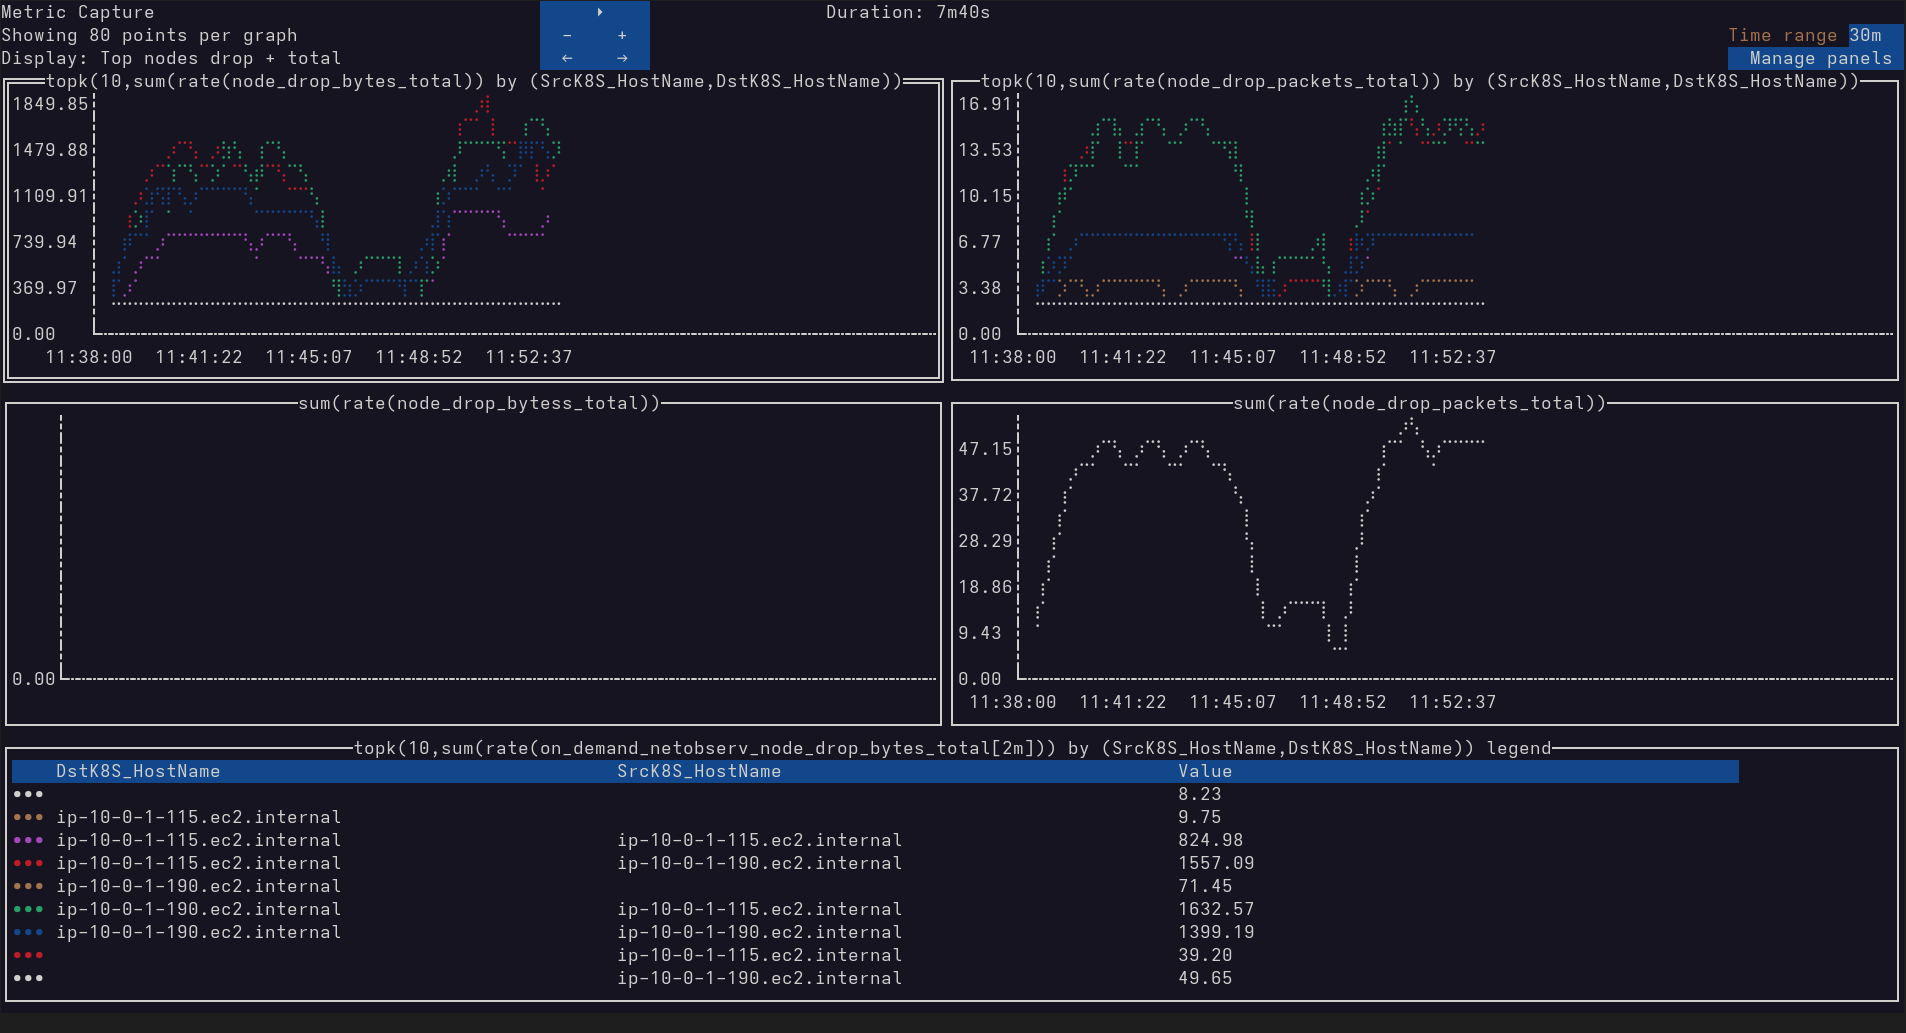 Metric Capture
Duration: 7m40s
Showing 80 points per graph
- +
Time range 30m
Display: Top nodes drop + total
← →
Manage panels
topk(10,sum(rate(node_drop_bytes_total)) by (SrcK8S_HostName,DstK8S_HostName))
1849.85
1479.88
1109.91
739.94
369.97
0.00
11:38:00 11:41:22 11:45:07 11:48:52 11:52:37
topk(10,sum(rate(node_drop_packets_total)) by (SrcK8S_HostName,DstK8S_HostName))
16.91
13.53
10.15
6.77
3.38
0.00
11:38:00 11:41:22 11:45:07 11:48:52 11:52:37
sum(rate(node_drop_bytess_total))
0.00
sum(rate(node_drop_packets_total))
47.15
37.72
28.29
18.86
9.43
0.00
11:38:00 11:41:22 11:45:07 11:48:52 11:52:37
topk(10,sum(rate(on_demand_netobserv_node_drop_bytes_total[2m])) by (SrcK8S_HostName,DstK8S_HostName)) legend
DstK8S_HostName SrcK8S_HostName Value
8.23
ip-10-0-1-115.ec2.internal 9.75
ip-10-0-1-115.ec2.internal ip-10-0-1-115.ec2.internal 824.98
ip-10-0-1-115.ec2.internal ip-10-0-1-190.ec2.internal 1557.09
ip-10-0-1-190.ec2.internal 71.45
ip-10-0-1-190.ec2.internal ip-10-0-1-115.ec2.internal 1632.57
ip-10-0-1-190.ec2.internal ip-10-0-1-190.ec2.internal 1399.19
ip-10-0-1-115.ec2.internal 39.20
ip-10-0-1-190.ec2.internal 49.65